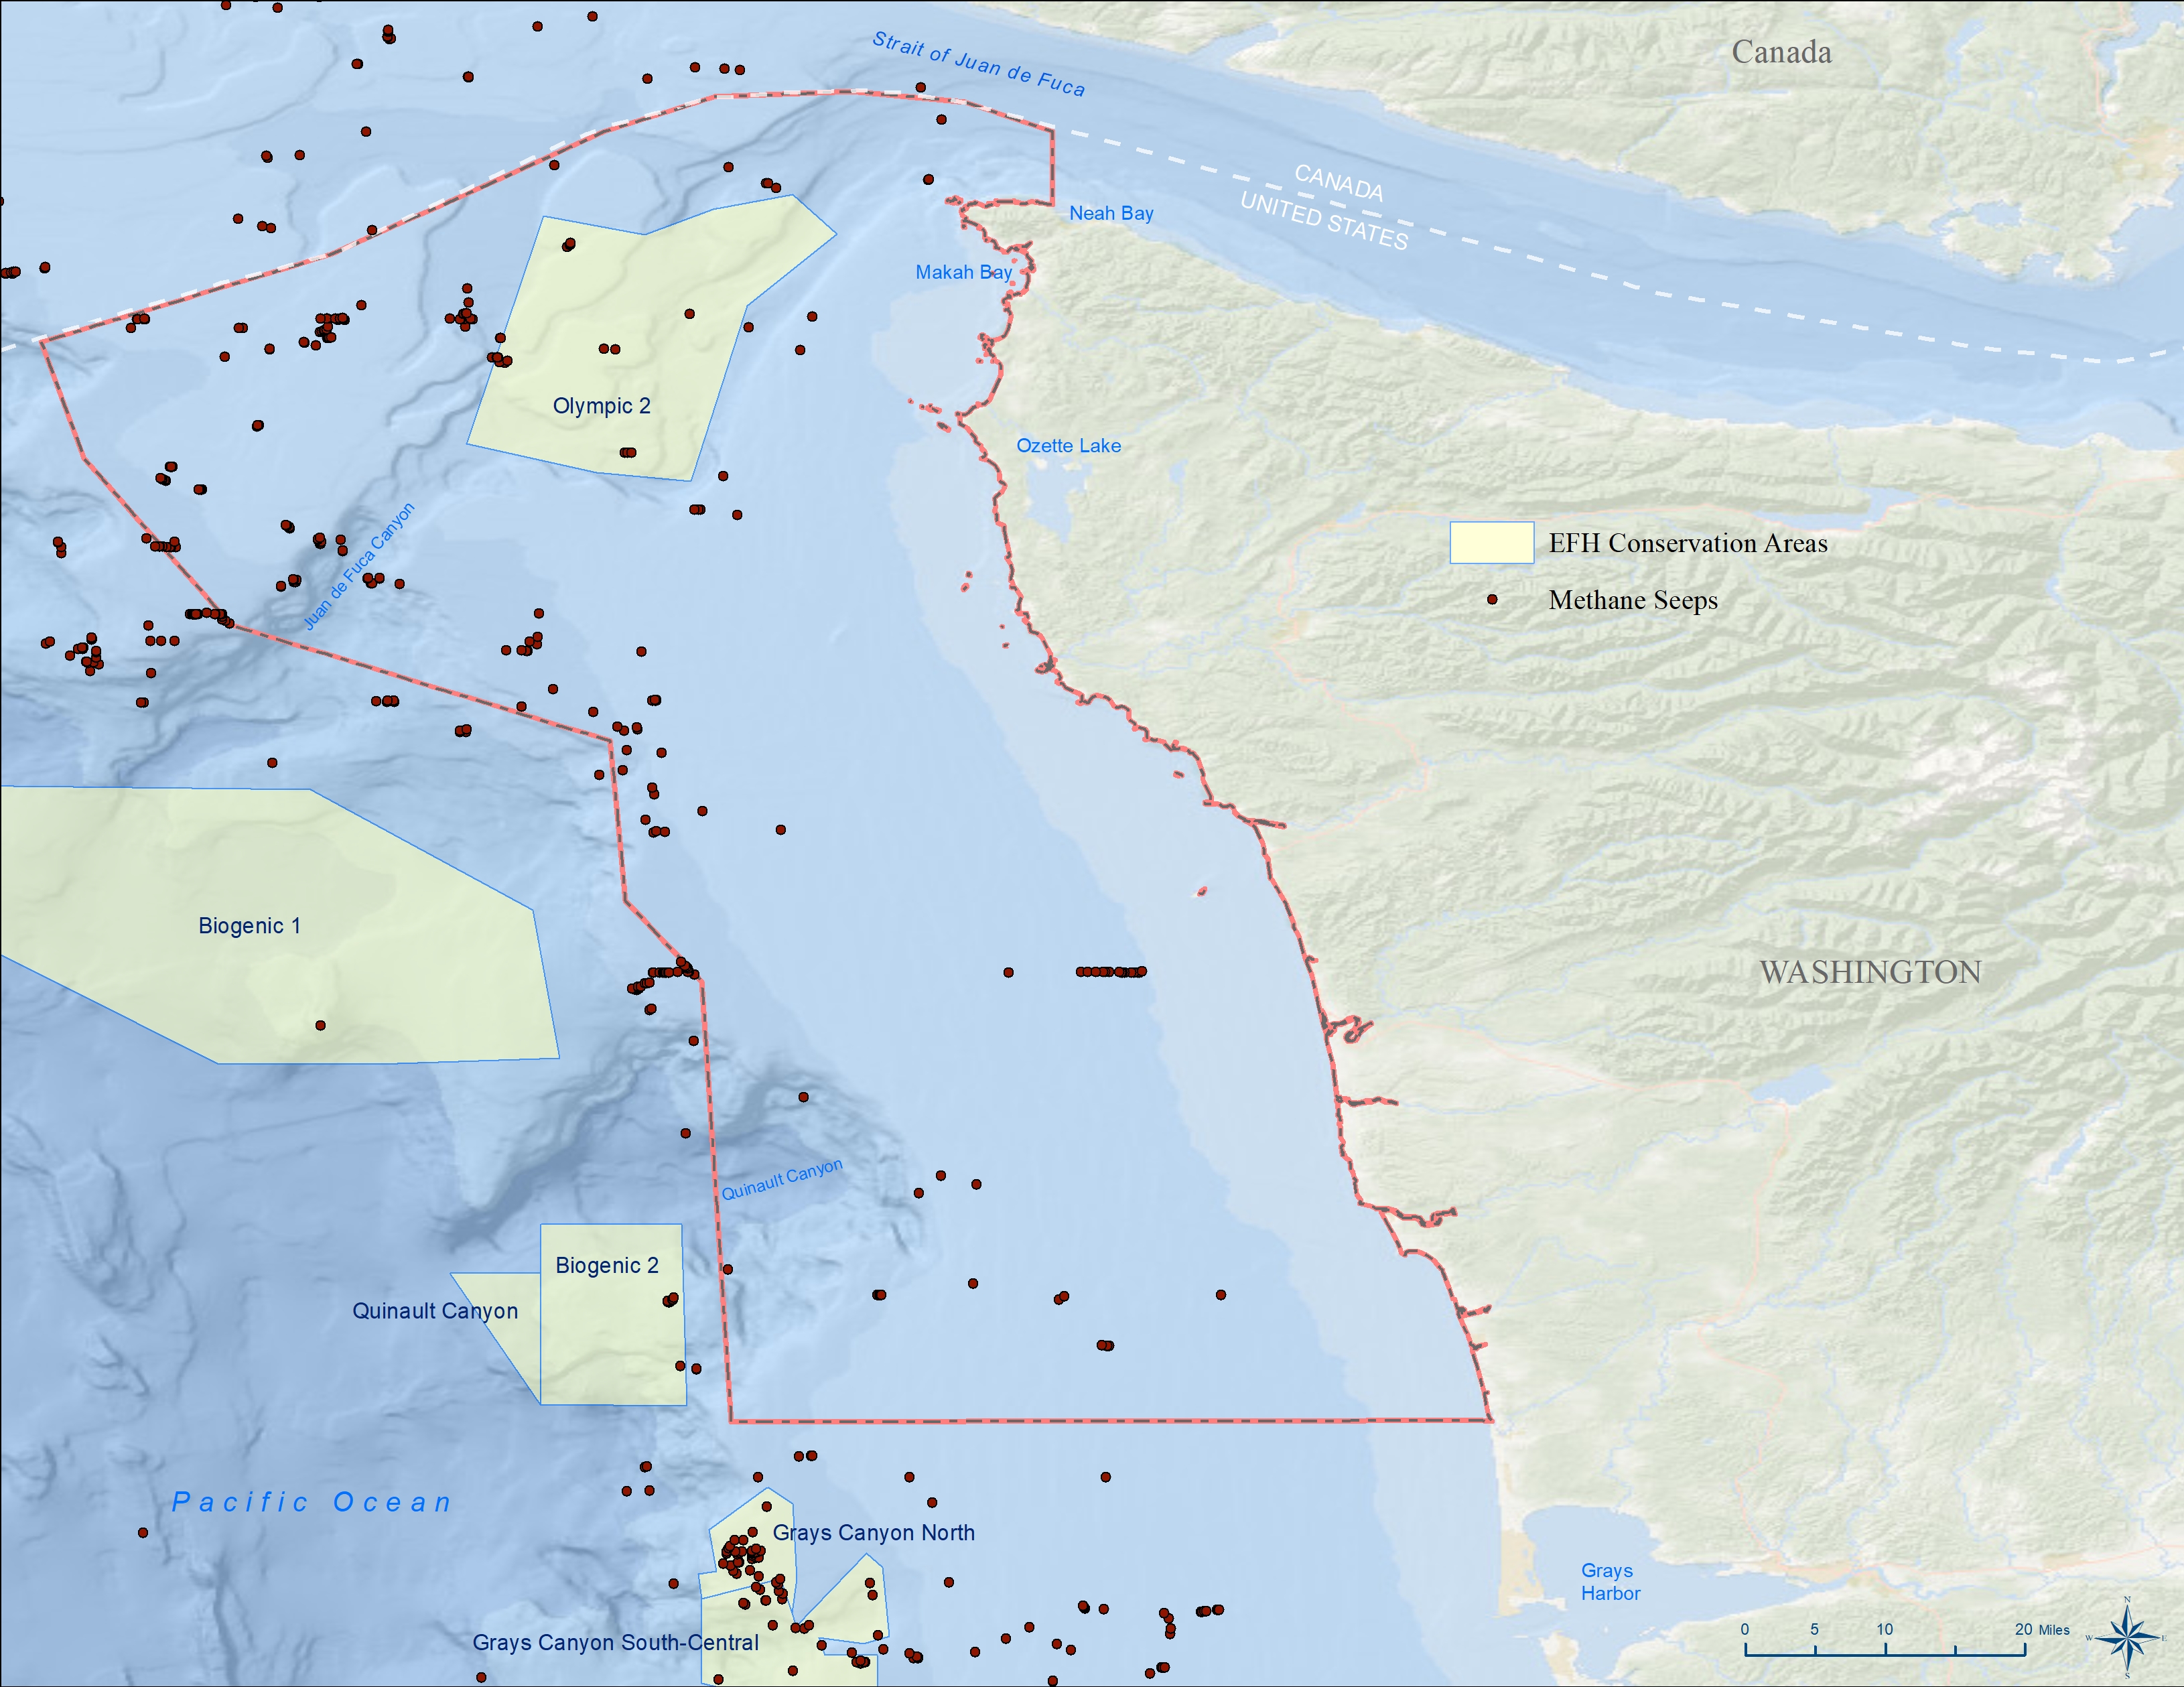 Canada
Strait of Juan de Fuca
CANADA
UNITED STATES
Neah Bay
Makah Bay
Olympic 2
Ozette Lake
EFH Conservation Areas
Methane Seeps
Juan de Fuca Canyon
Biogenic 1
WASHINGTON
Quinault Canyon
Biogenic 2
Quinault Canyon
Pacific Ocean
Grays Canyon North
Grays
Harbor
Grays Canyon South-Central
0 5 10 20 Miles
N
W E
S